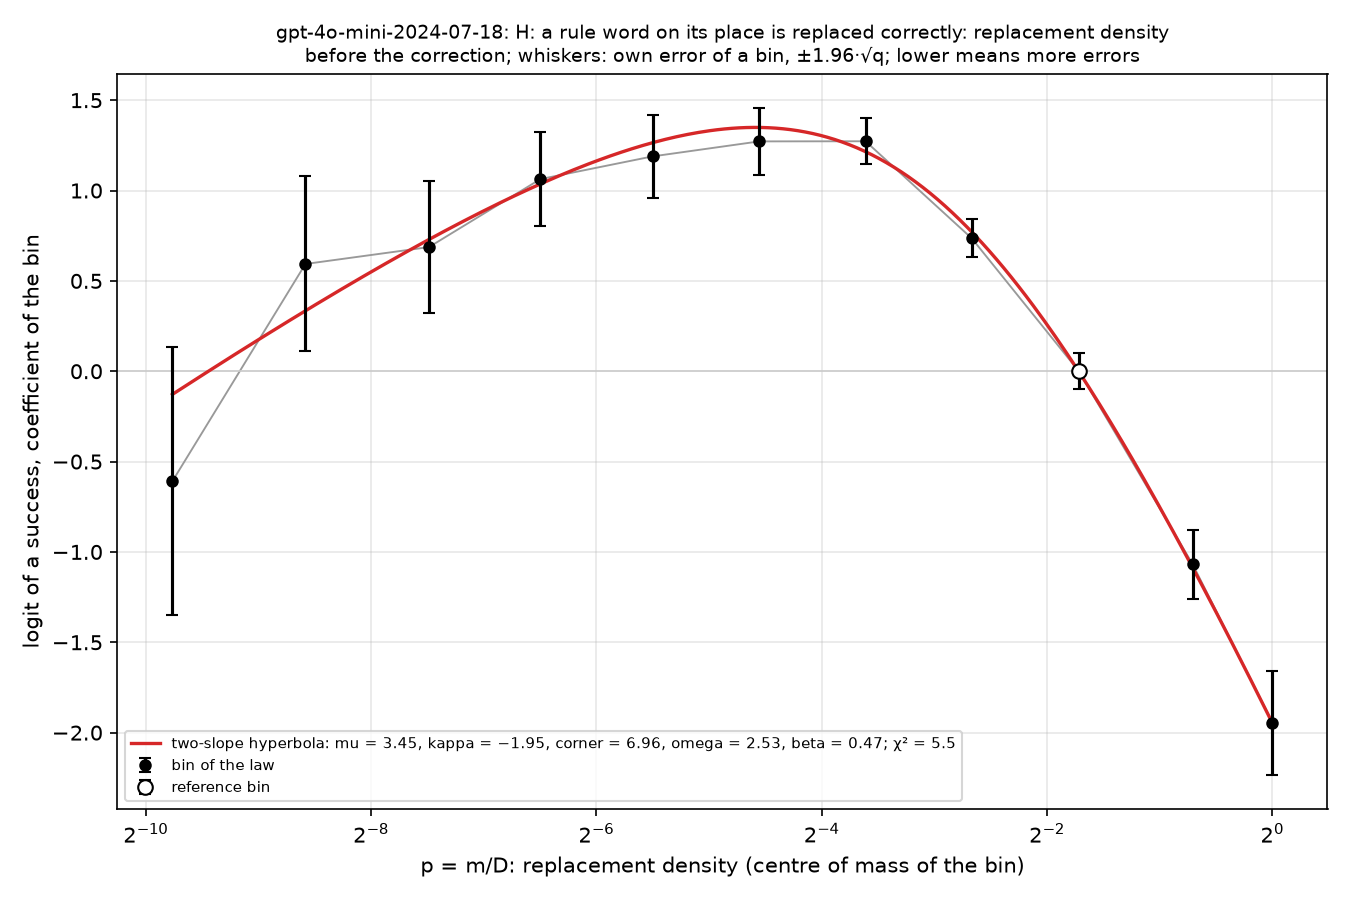 gpt-4o-mini-2024-07-18: H: a rule word on its place is replaced correctly: replacement density
before the correction; whiskers: own error of a bin, ±1.96·√q; lower means more errors
logit of a success, coefficient of the bin
1.5
1.0
0.5
0.0
−0.5
−1.0
−1.5
−2.0
two-slope hyperbola: mu = 3.45, kappa = −1.95, corner = 6.96, omega = 2.53, beta = 0.47; χ² = 5.5
bin of the law
reference bin
2⁻¹⁰ 2⁻⁸ 2⁻⁶ 2⁻⁴ 2⁻² 2⁰
p = m/D: replacement density (centre of mass of the bin)